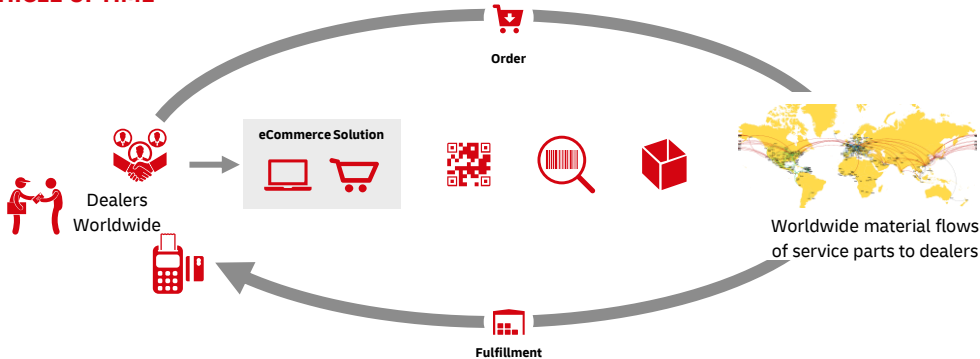 Order
eCommerce Solution
Dealers
Worldwide
Worldwide material flows
of service parts to dealers
Fulfillment